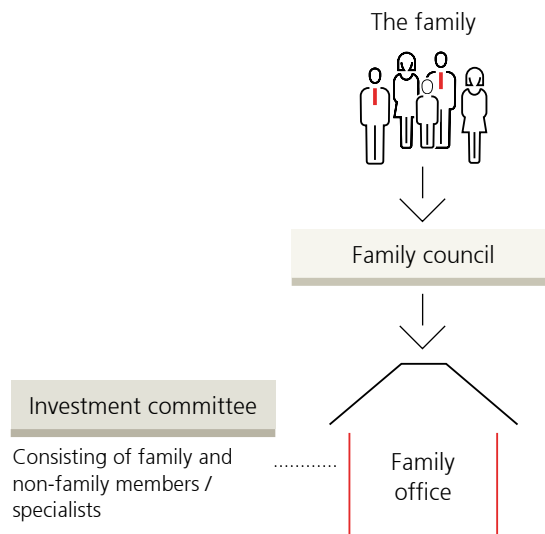 The family
Family council
Investment committee
Consisting of family and
non-family members /
specialists
Family
office